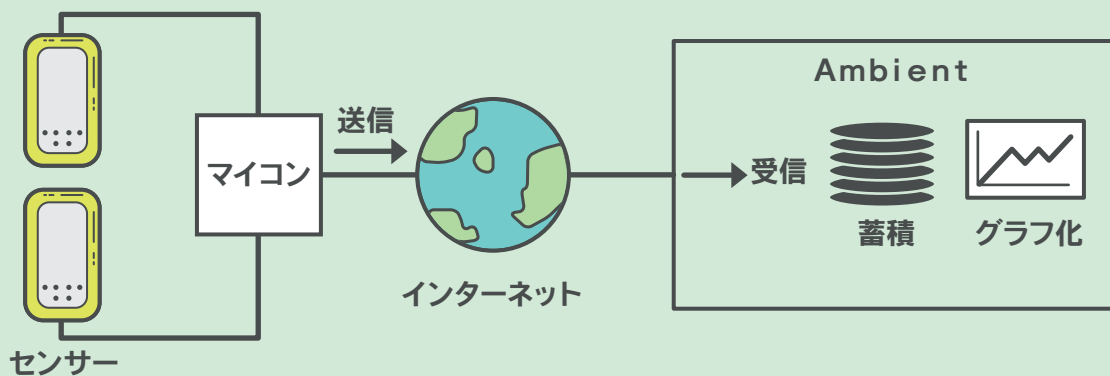 Ambient
送信
マイコン
受信
蓄積
グラフ化
インターネット
センサー